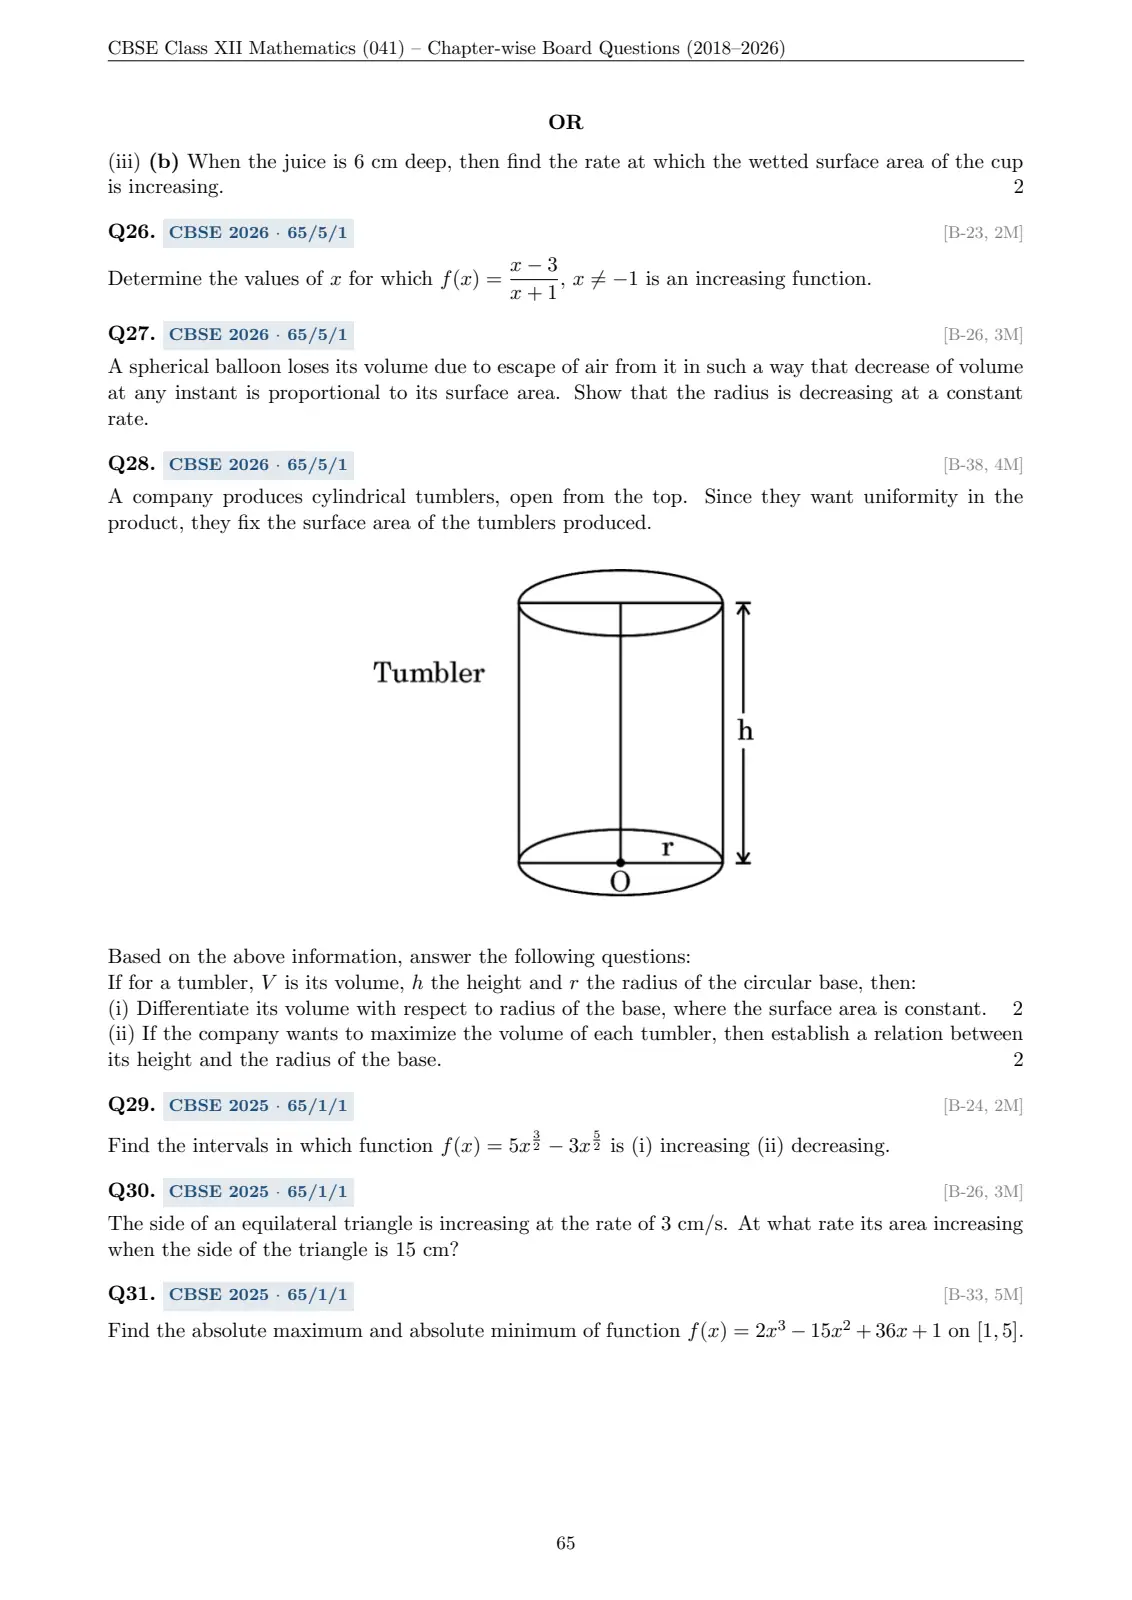 CBSE Class XII Mathematics (041) – Chapter-wise Board Questions (2018–2026)
OR
(iii) (b) When the juice is 6 cm deep, then find the rate at which the wetted surface area of the cup
is increasing. 2
Q26. CBSE 2026 · 65/5/1 [B-23, 2M]
Determine the values of x for which f(x) = (x − 3)/(x + 1), x ≠ −1 is an increasing function.
Q27. CBSE 2026 · 65/5/1 [B-26, 3M]
A spherical balloon loses its volume due to escape of air from it in such a way that decrease of volume
at any instant is proportional to its surface area. Show that the radius is decreasing at a constant
rate.
Q28. CBSE 2026 · 65/5/1 [B-38, 4M]
A company produces cylindrical tumblers, open from the top. Since they want uniformity in the
product, they fix the surface area of the tumblers produced.
Tumbler
h
r
O
Based on the above information, answer the following questions:
If for a tumbler, V is its volume, h the height and r the radius of the circular base, then:
(i) Differentiate its volume with respect to radius of the base, where the surface area is constant. 2
(ii) If the company wants to maximize the volume of each tumbler, then establish a relation between
its height and the radius of the base. 2
Q29. CBSE 2025 · 65/1/1 [B-24, 2M]
Find the intervals in which function f(x) = 5x^(3/2) − 3x^(5/2) is (i) increasing (ii) decreasing.
Q30. CBSE 2025 · 65/1/1 [B-26, 3M]
The side of an equilateral triangle is increasing at the rate of 3 cm/s. At what rate its area increasing
when the side of the triangle is 15 cm?
Q31. CBSE 2025 · 65/1/1 [B-33, 5M]
Find the absolute maximum and absolute minimum of function f(x) = 2x³ − 15x² + 36x + 1 on [1, 5].
65